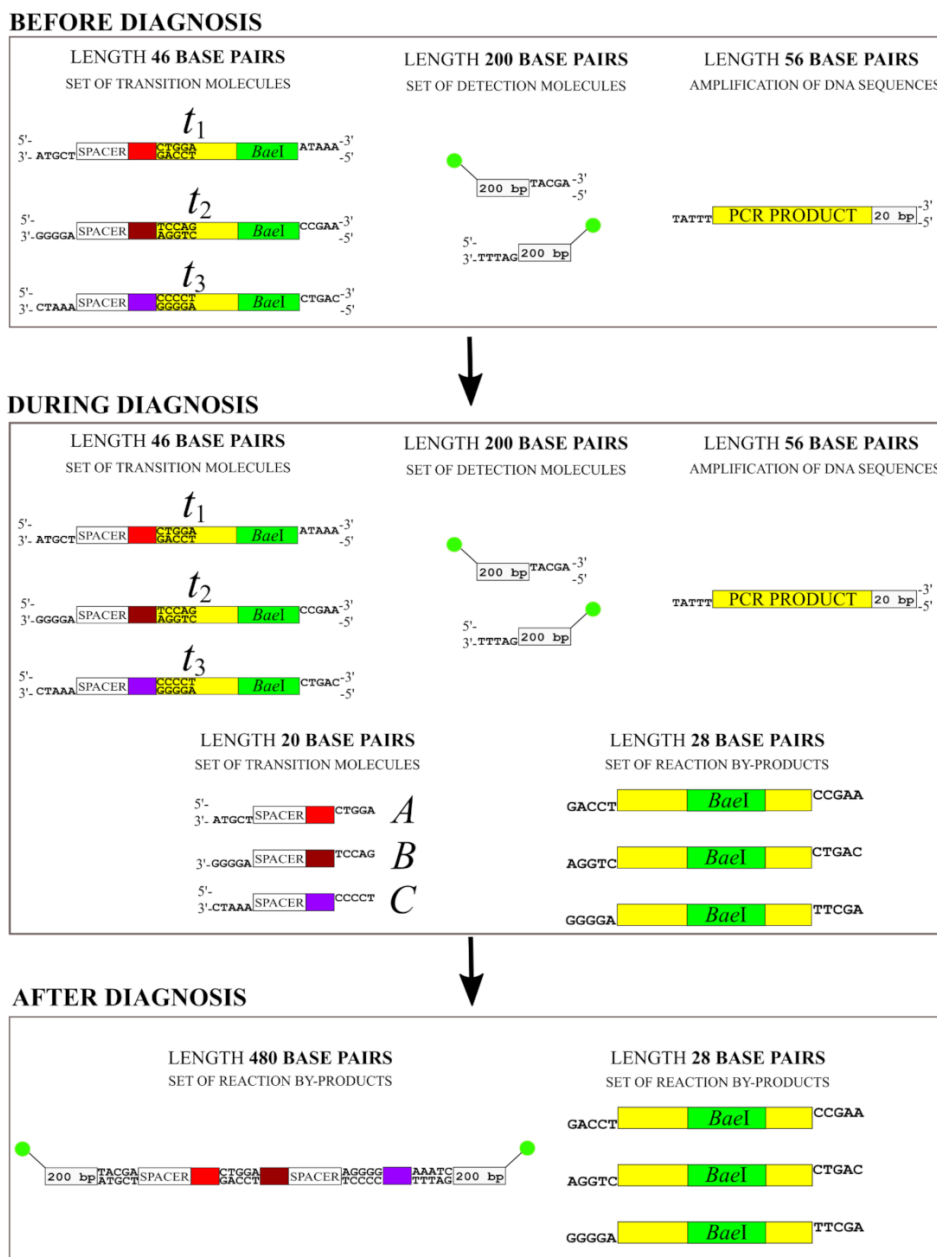 BEFORE DIAGNOSIS
LENGTH 46 BASE PAIRS
SET OF TRANSITION MOLECULES
t1
5'-
3'- ATGCT SPACER CTGGA
GACCT BaeI ATAAA -3'
-5'
t2
5'-
3'- GGGGA SPACER TCCAG
AGGTC BaeI CCGAA -3'
-5'
t3
5'-
3'- CTAAA SPACER CCCCT
GGGGA BaeI CTGAC -3'
-5'
LENGTH 200 BASE PAIRS
SET OF DETECTION MOLECULES
200 bp TACGA -3'
-5'
5'-
3'- TTTAG 200 bp
LENGTH 56 BASE PAIRS
AMPLIFICATION OF DNA SEQUENCES
TATTT PCR PRODUCT 20 bp -3'
-5'
DURING DIAGNOSIS
LENGTH 46 BASE PAIRS
SET OF TRANSITION MOLECULES
t1
5'-
3'- ATGCT SPACER CTGGA
GACCT BaeI ATAAA -3'
-5'
t2
5'-
3'- GGGGA SPACER TCCAG
AGGTC BaeI CCGAA -3'
-5'
t3
5'-
3'- CTAAA SPACER CCCCT
GGGGA BaeI CTGAC -3'
-5'
LENGTH 200 BASE PAIRS
SET OF DETECTION MOLECULES
200 bp TACGA -3'
-5'
5'-
3'- TTTAG 200 bp
LENGTH 56 BASE PAIRS
AMPLIFICATION OF DNA SEQUENCES
TATTT PCR PRODUCT 20 bp -3'
-5'
LENGTH 20 BASE PAIRS
SET OF TRANSITION MOLECULES
5'-
3'- ATGCT SPACER CTGGA A
5'-
3'- GGGGA SPACER TCCAG B
5'-
3'- CTAAA SPACER CCCCT C
LENGTH 28 BASE PAIRS
SET OF REACTION BY-PRODUCTS
GACCT BaeI CCGAA
AGGTC BaeI CTGAC
GGGGA BaeI TTCGA
AFTER DIAGNOSIS
LENGTH 480 BASE PAIRS
SET OF REACTION BY-PRODUCTS
200 bp TACGA SPACER CTGGA SPACER AGGGG AAATC 200 bp
ATGCT GACCT TCCCC TTTAG
LENGTH 28 BASE PAIRS
SET OF REACTION BY-PRODUCTS
GACCT BaeI CCGAA
AGGTC BaeI CTGAC
GGGGA BaeI TTCGA